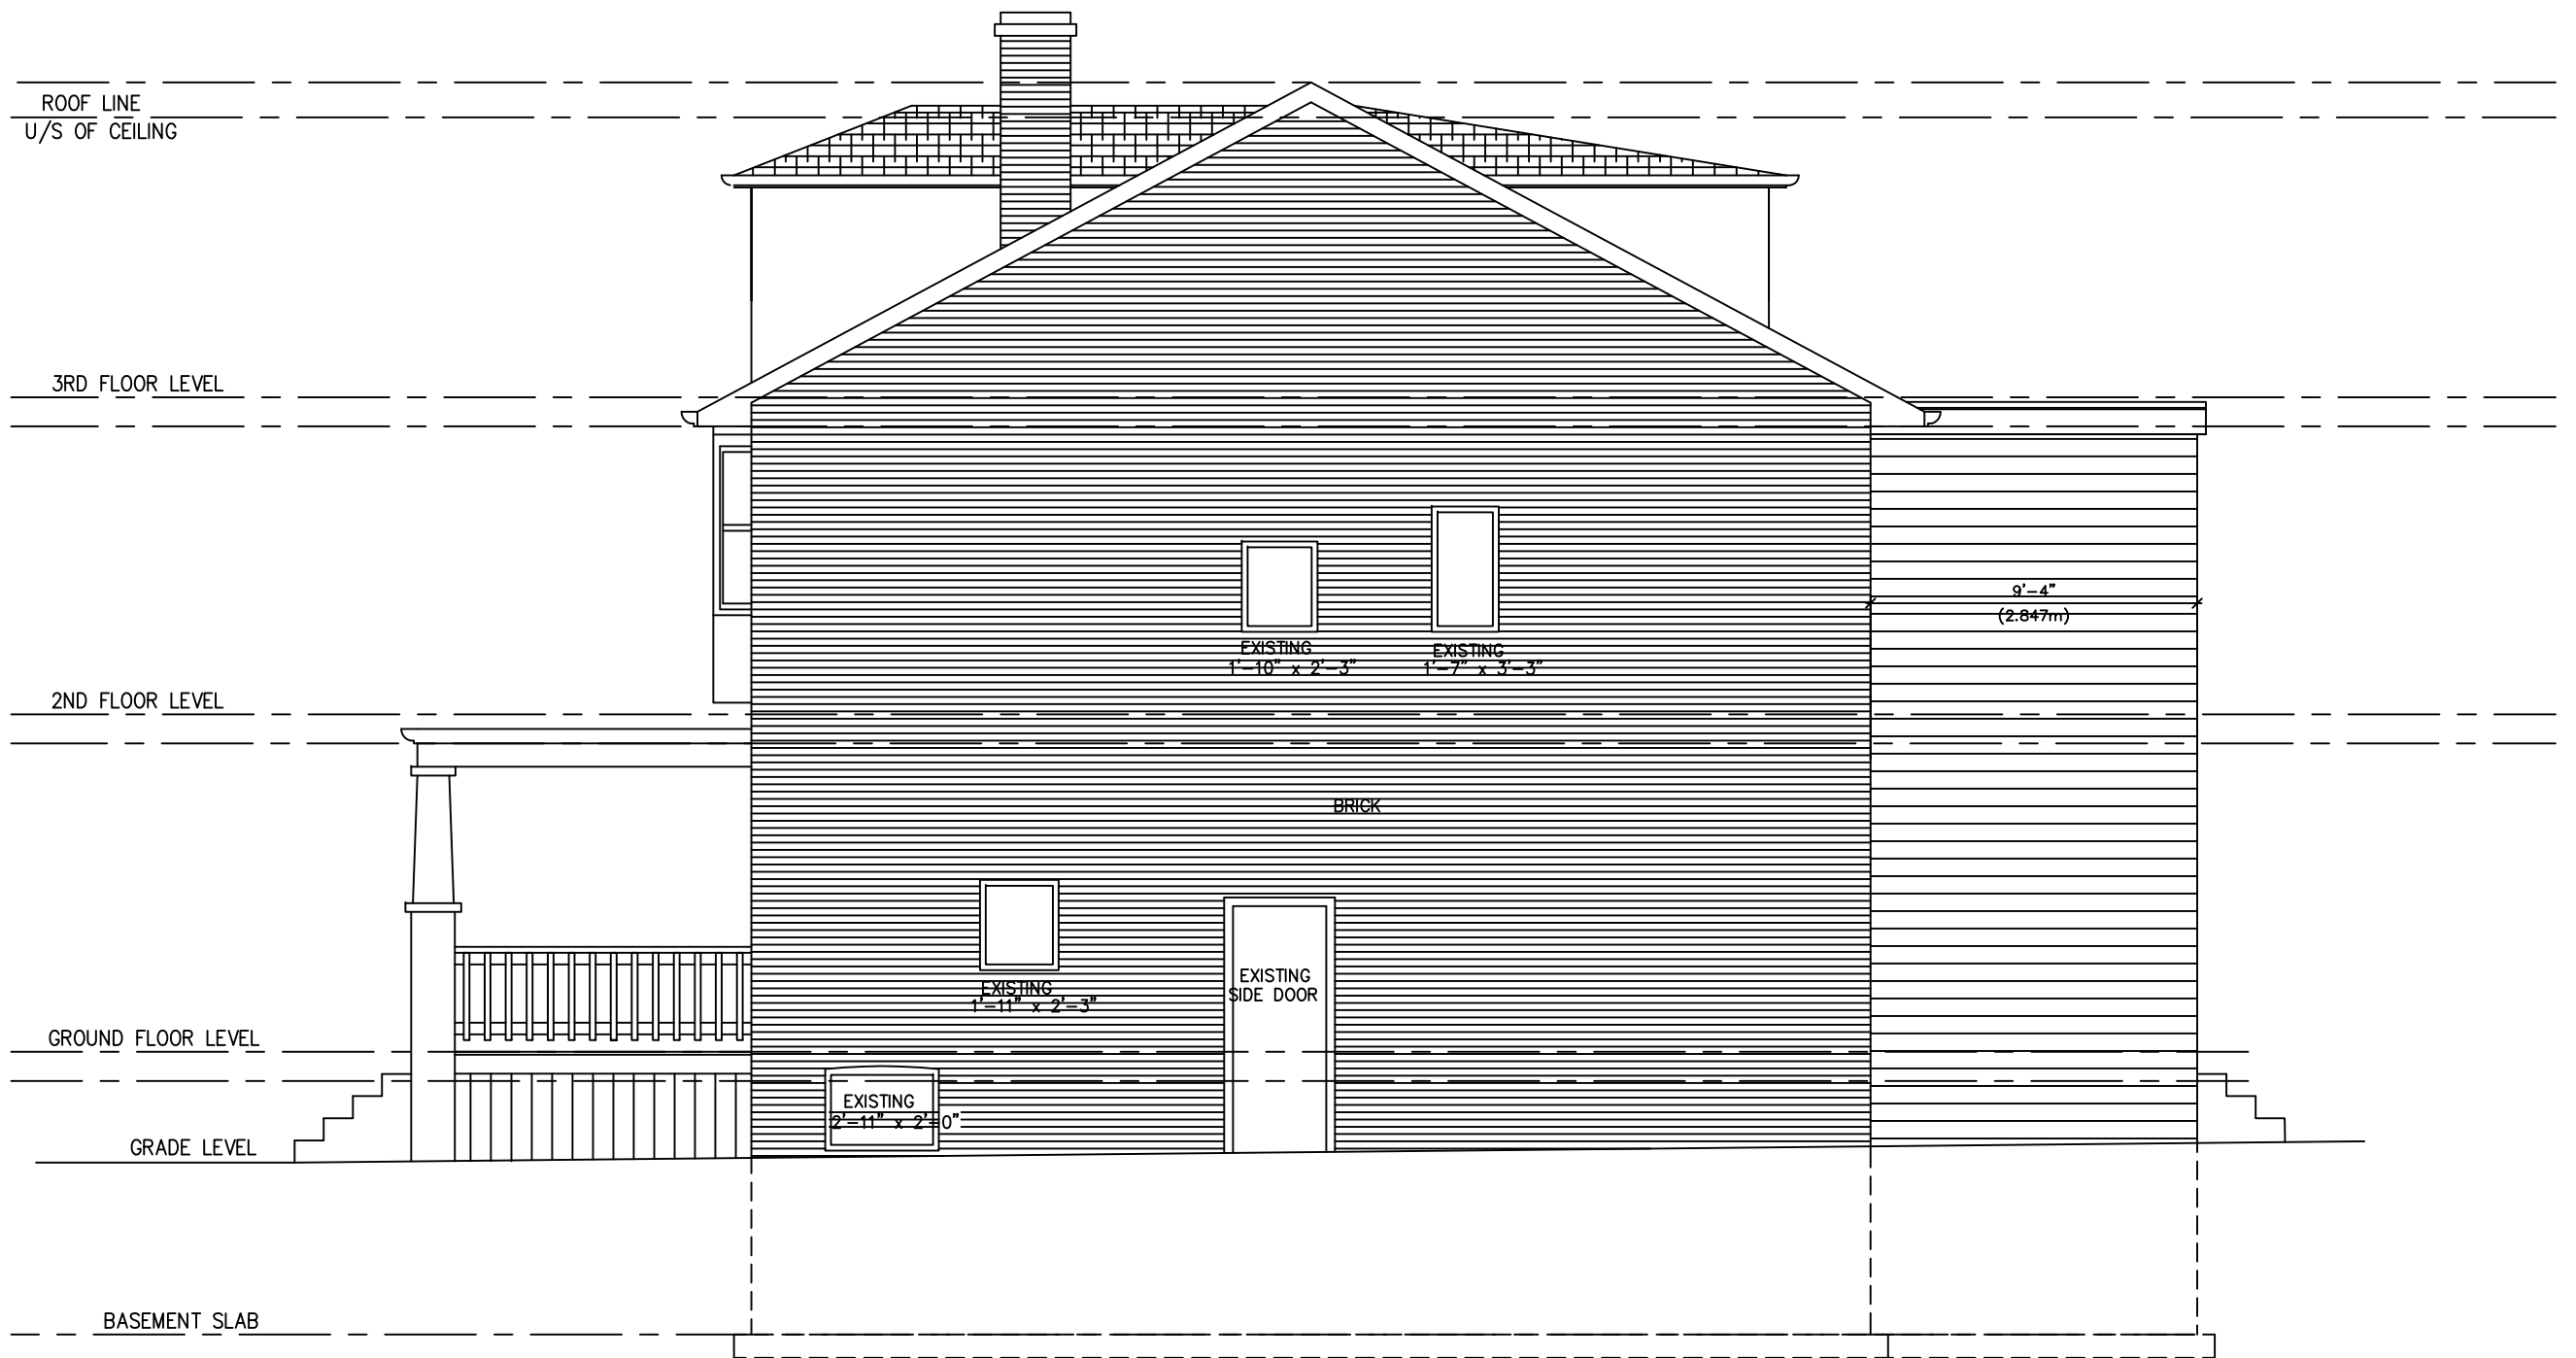 ROOF LINE
U/S OF CEILING
3RD FLOOR LEVEL
9'-4"
(2.847m)
EXISTING
1'-10" x 2'-3"
EXISTING
1'-7" x 3'-3"
2ND FLOOR LEVEL
BRICK
EXISTING
1'-11" x 2'-3"
EXISTING
SIDE DOOR
GROUND FLOOR LEVEL
EXISTING
2'-11" x 2'-0"
GRADE LEVEL
BASEMENT SLAB